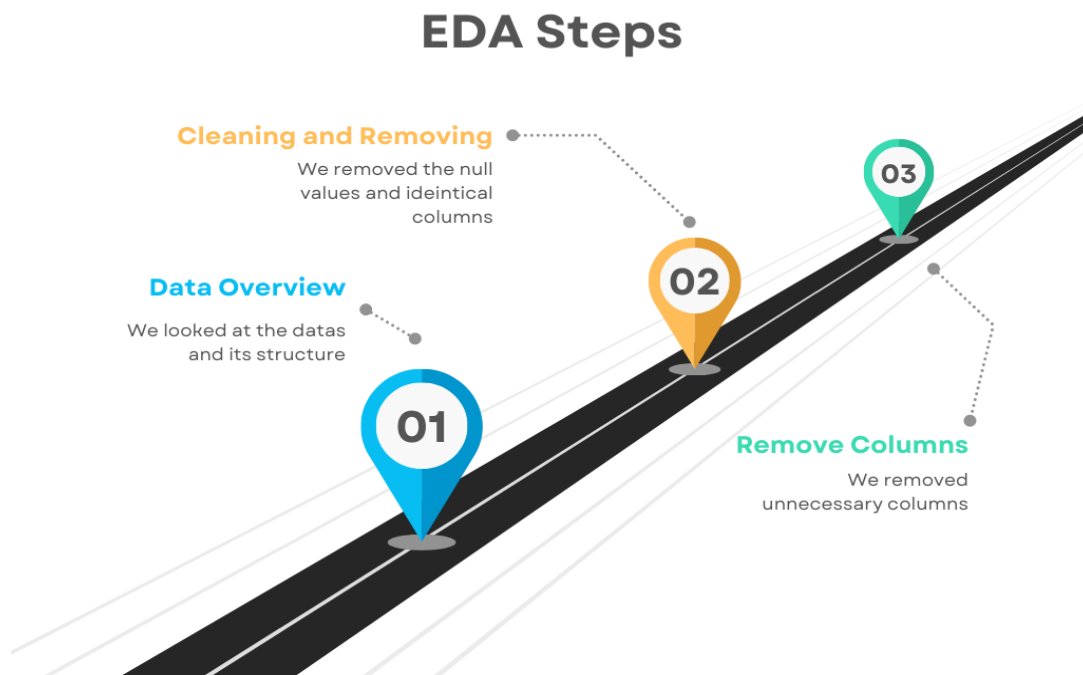 EDA Steps
Cleaning and Removing
We removed the null
values and ideintical
columns
03
02
Data Overview
We looked at the datas
and its structure
01
Remove Columns
We removed
unnecessary columns